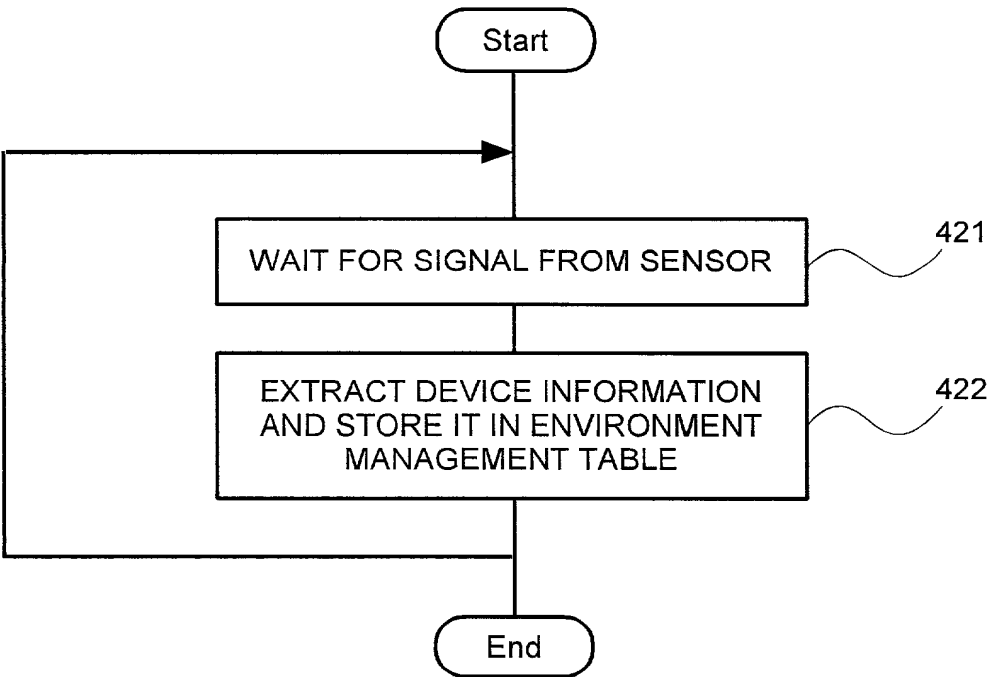 Start
WAIT FOR SIGNAL FROM SENSOR
421
EXTRACT DEVICE INFORMATION
AND STORE IT IN ENVIRONMENT
MANAGEMENT TABLE
422
End